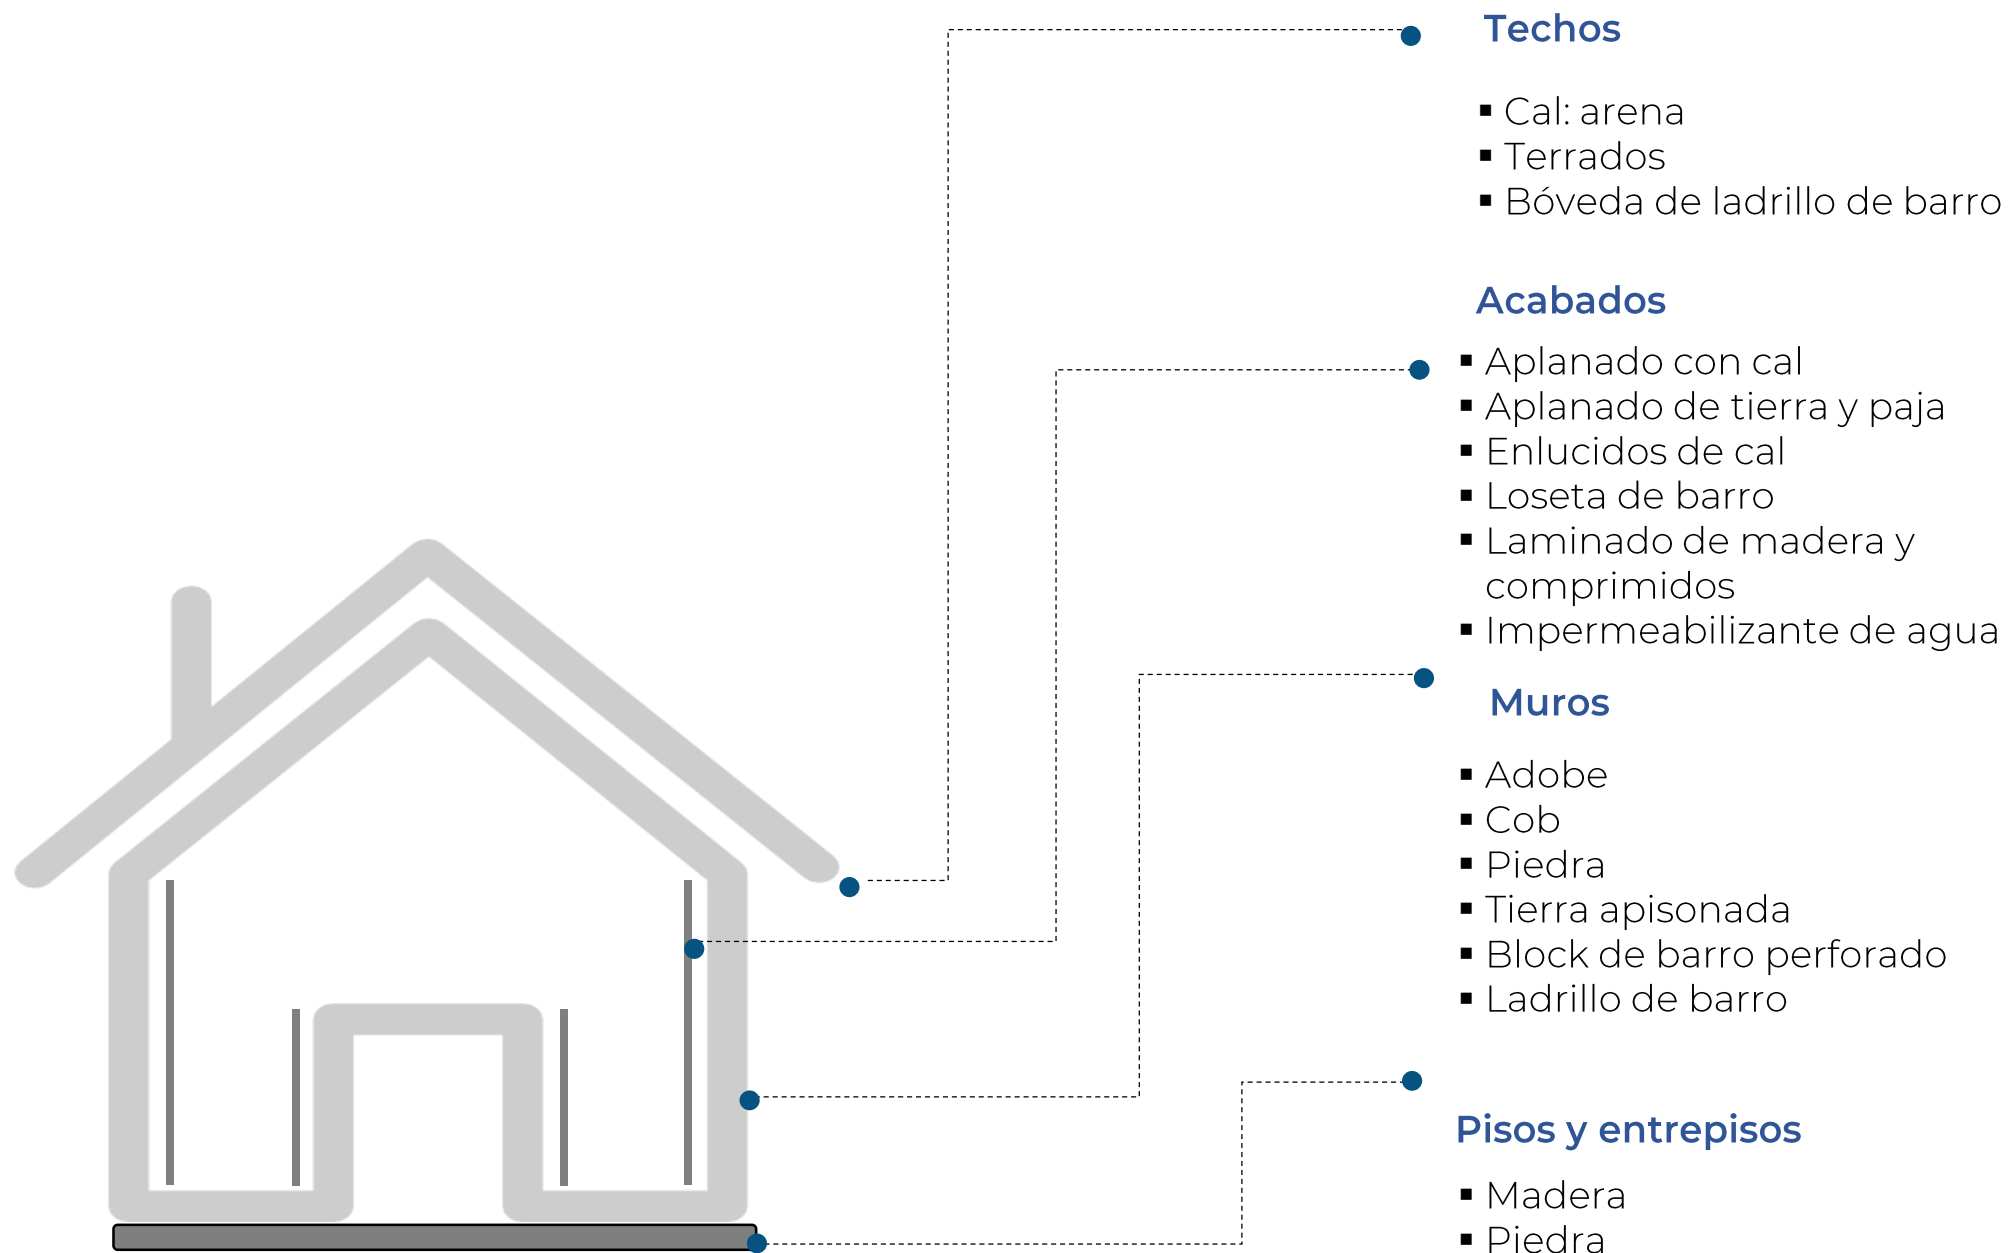 Techos
▪ Cal: arena
▪ Terrados
▪ Bóveda de ladrillo de barro
Acabados
▪ Aplanado con cal
▪ Aplanado de tierra y paja
▪ Enlucidos de cal
▪ Loseta de barro
▪ Laminado de madera y
comprimidos
▪ Impermeabilizante de agua
Muros
▪ Adobe
▪ Cob
▪ Piedra
▪ Tierra apisonada
▪ Block de barro perforado
▪ Ladrillo de barro
Pisos y entrepisos
▪ Madera
▪ Piedra